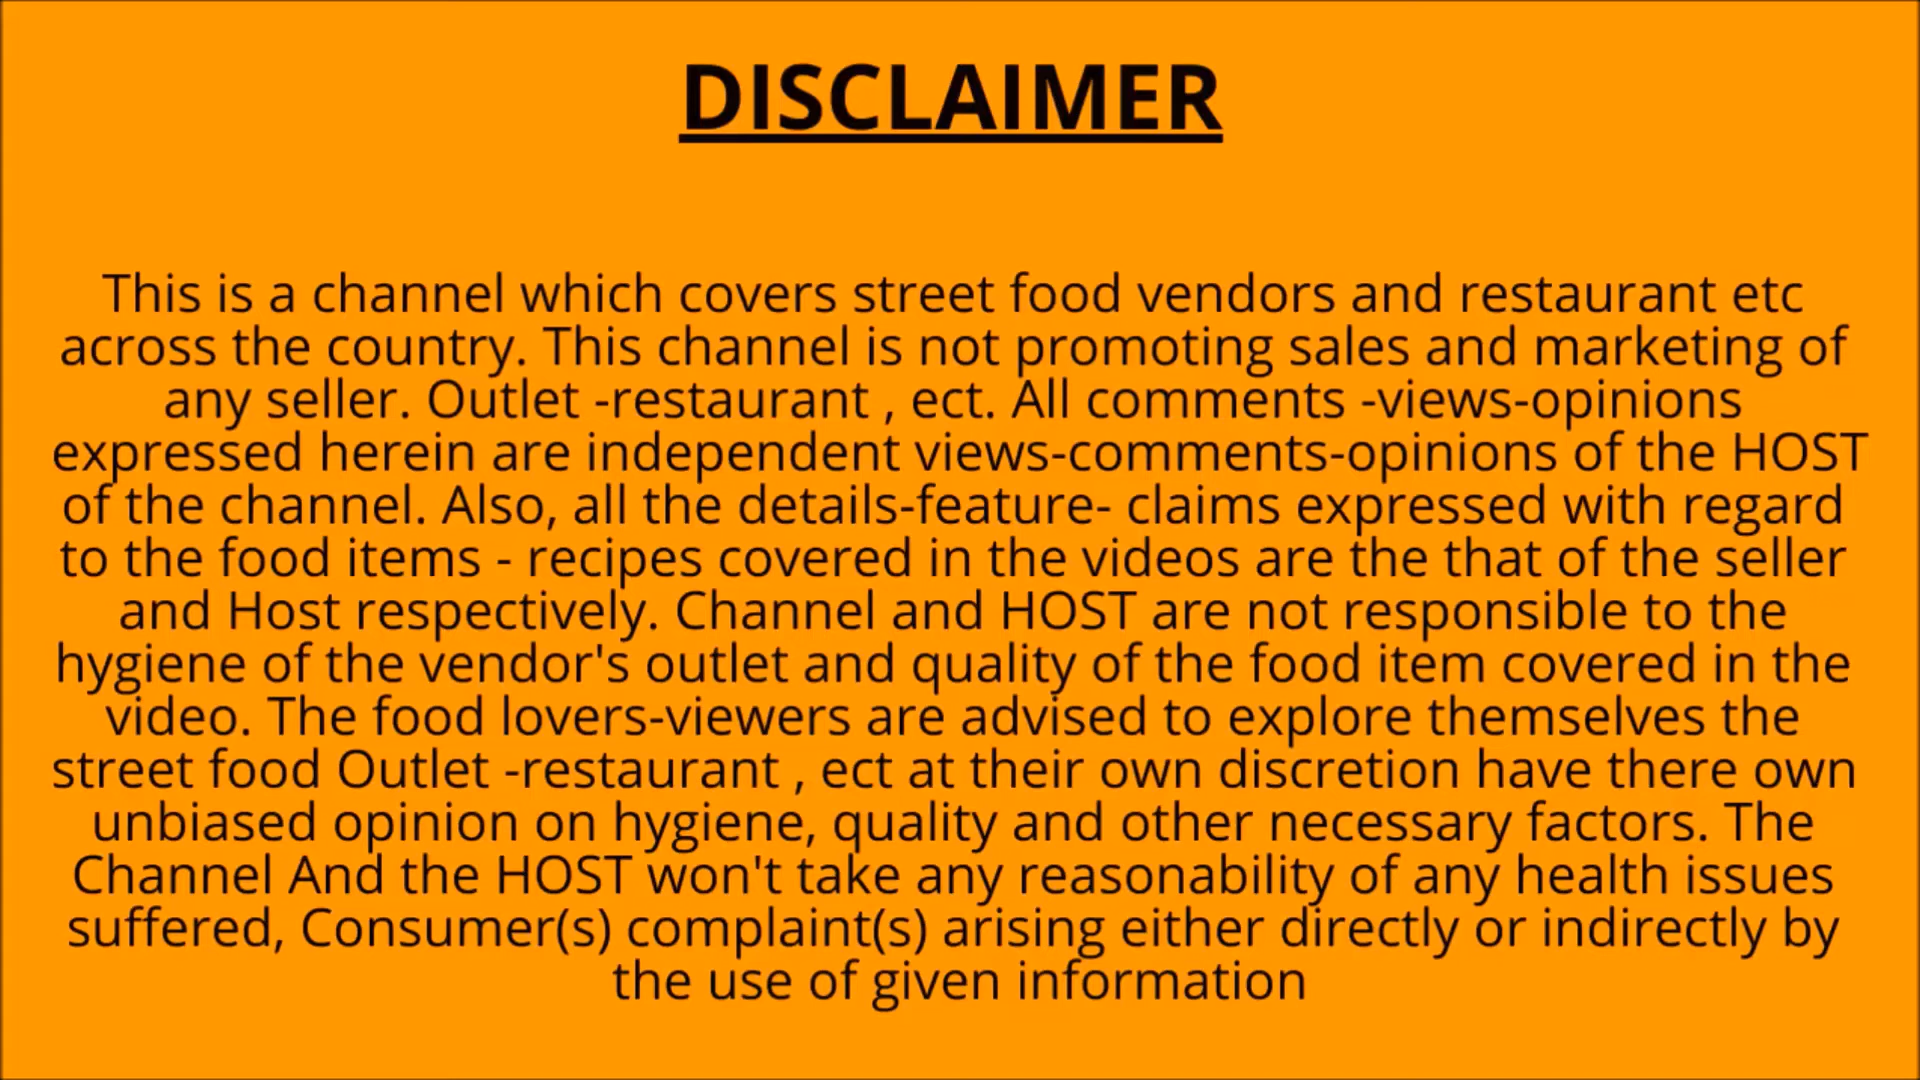 DISCLAIMER
This is a channel which covers street food vendors and restaurant etc
across the country. This channel is not promoting sales and marketing of
any seller. Outlet -restaurant , ect. All comments -views-opinions
expressed herein are independent views-comments-opinions of the HOST
of the channel. Also, all the details-feature- claims expressed with regard
to the food items - recipes covered in the videos are the that of the seller
and Host respectively. Channel and HOST are not responsible to the
hygiene of the vendor's outlet and quality of the food item covered in the
video. The food lovers-viewers are advised to explore themselves the
street food Outlet -restaurant , ect at their own discretion have there own
unbiased opinion on hygiene, quality and other necessary factors. The
Channel And the HOST won't take any reasonability of any health issues
suffered, Consumer(s) complaint(s) arising either directly or indirectly by
the use of given information